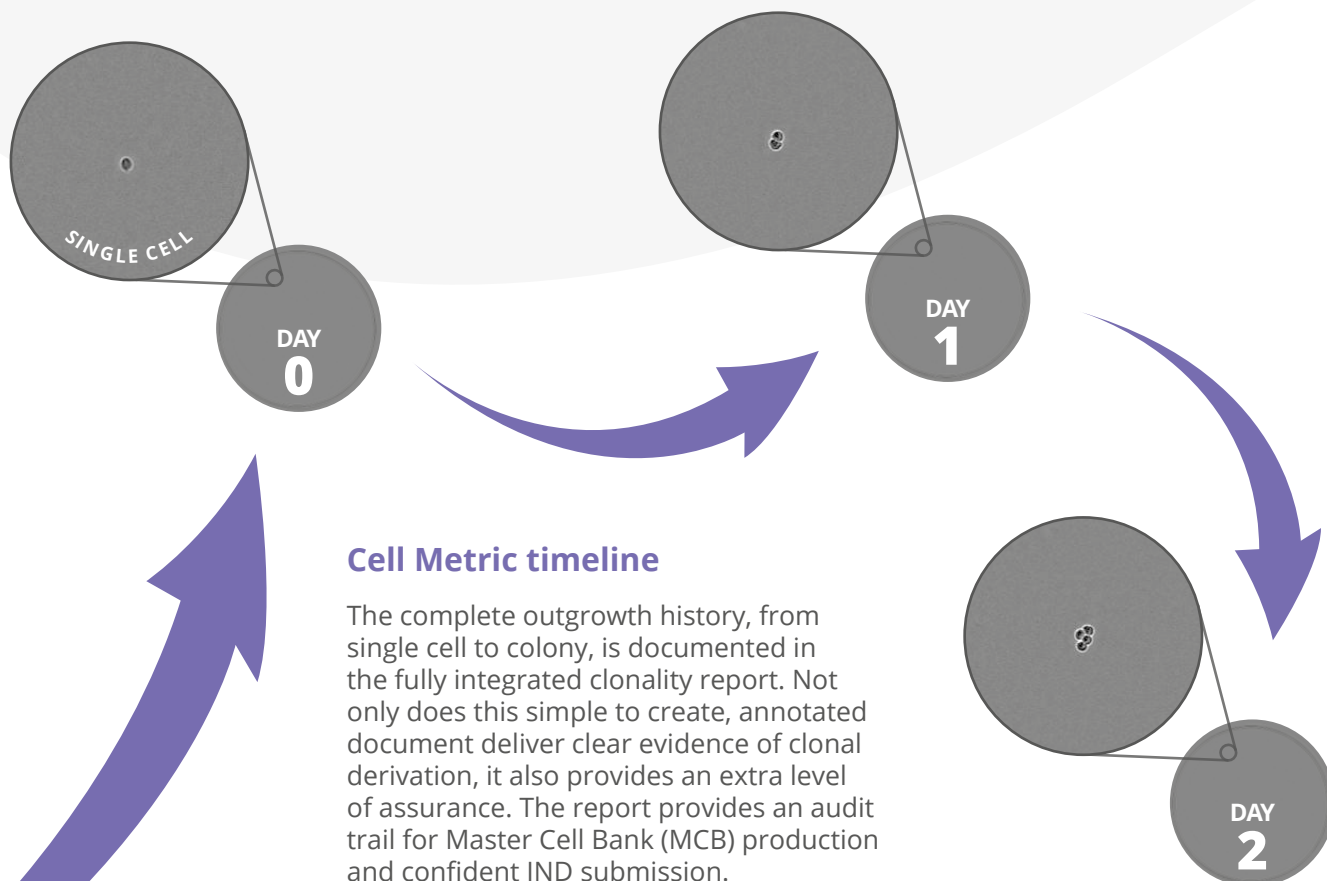 SINGLE CELL
DAY
0
DAY
1
Cell Metric timeline
The complete outgrowth history, from
single cell to colony, is documented in
the fully integrated clonality report. Not
only does this simple to create, annotated
document deliver clear evidence of clonal
derivation, it also provides an extra level
of assurance. The report provides an audit
trail for Master Cell Bank (MCB) production
and confident IND submission.
DAY
2